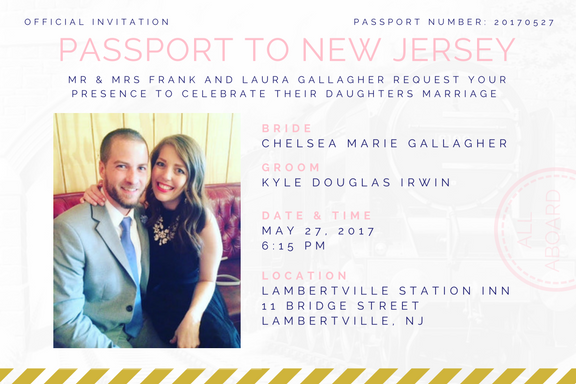 OFFICIAL INVITATION
PASSPORT NUMBER: 20170527
PASSPORT TO NEW JERSEY
MR & MRS FRANK AND LAURA GALLAGHER REQUEST YOUR
PRESENCE TO CELEBRATE THEIR DAUGHTERS MARRIAGE
BRIDE
CHELSEA MARIE GALLAGHER
GROOM
KYLE DOUGLAS IRWIN
DATE & TIME
MAY 27, 2017
6:15 PM
LOCATION
LAMBERTVILLE STATION INN
11 BRIDGE STREET
LAMBERTVILLE, NJ
ALL
ABOARD